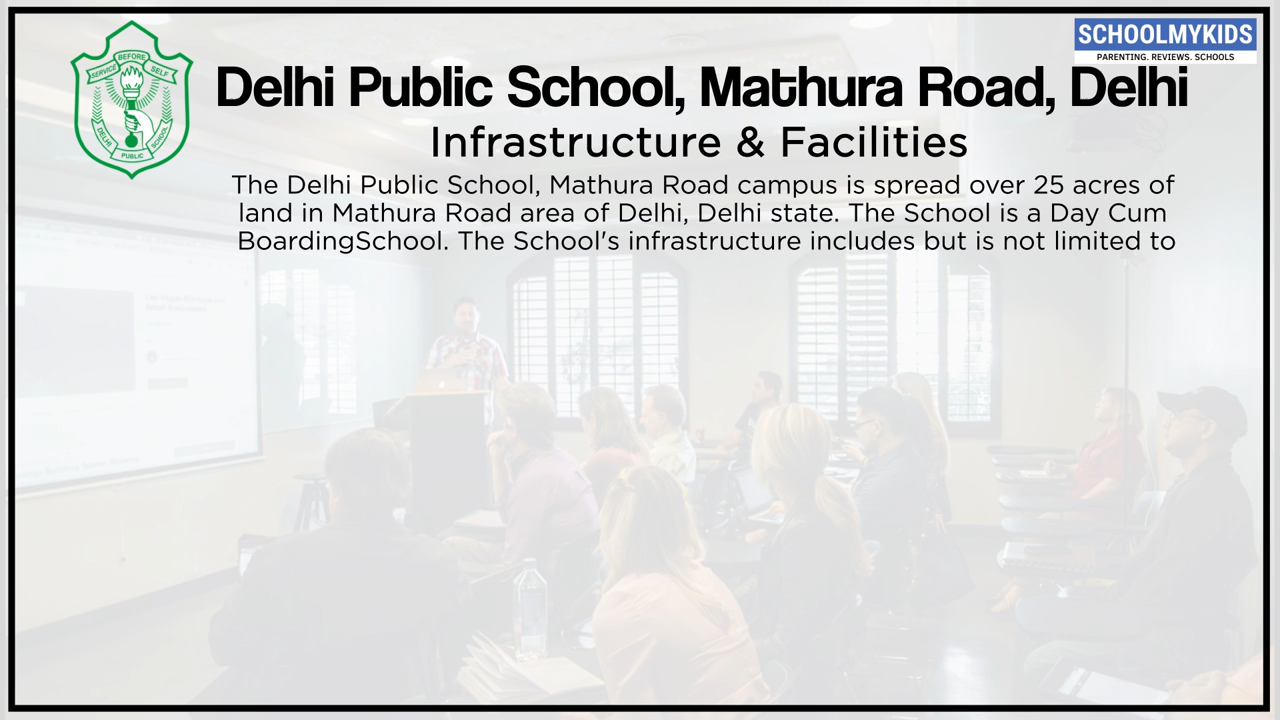 SERVICE BEFORE SELF
DELHI PUBLIC SCHOOL
SCHOOLMYKIDS
PARENTING. REVIEWS. SCHOOLS
Delhi Public School, Mathura Road, Delhi
Infrastructure & Facilities
The Delhi Public School, Mathura Road campus is spread over 25 acres of
land in Mathura Road area of Delhi, Delhi state. The School is a Day Cum
BoardingSchool. The School's infrastructure includes but is not limited to